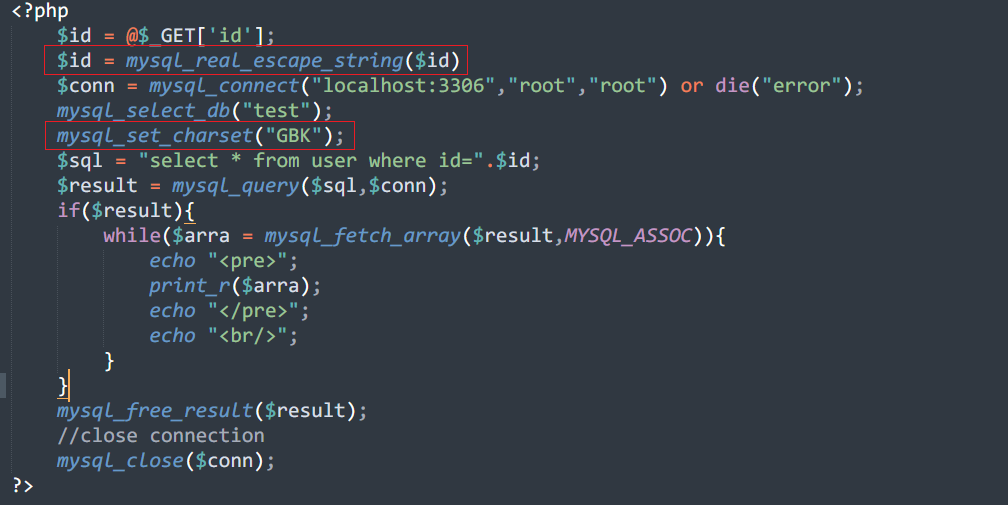 <?php
$id = @$_GET['id'];
$id = mysql_real_escape_string($id)
$conn = mysql_connect("localhost:3306","root","root") or die("error");
mysql_select_db("test");
mysql_set_charset("GBK");
$sql = "select * from user where id=".$id;
$result = mysql_query($sql,$conn);
if($result){
while($arra = mysql_fetch_array($result,MYSQL_ASSOC)){
echo "<pre>";
print_r($arra);
echo "</pre>";
echo "<br/>";
}
}
mysql_free_result($result);
//close connection
mysql_close($conn);
?>